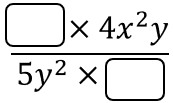 □ × 4x²y
5y² × □